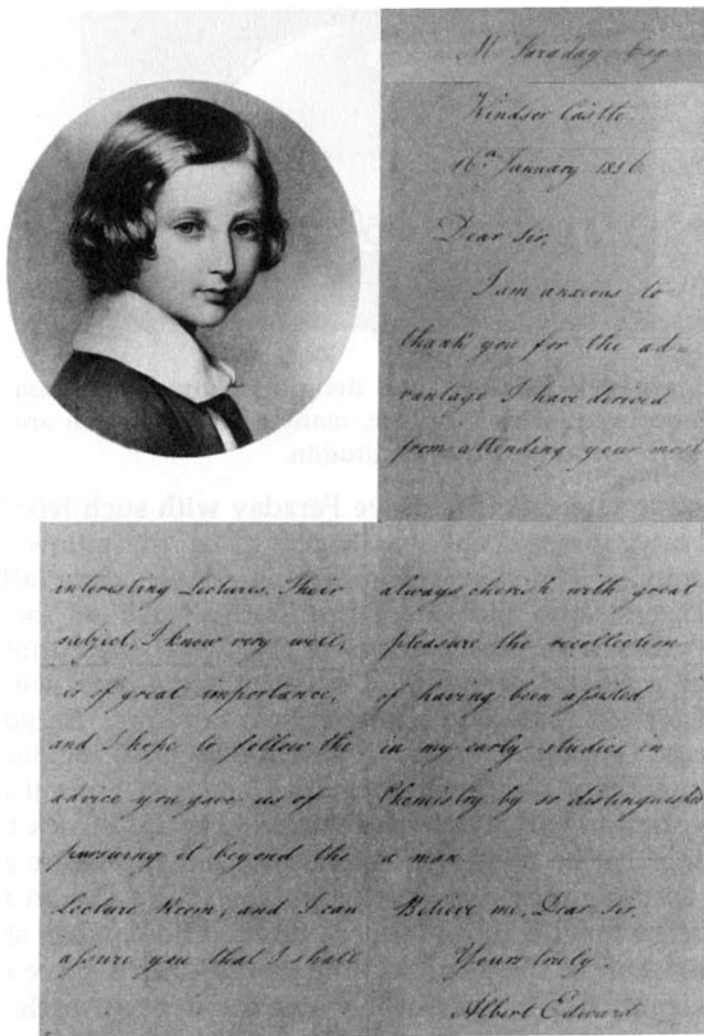 M. Faraday Esq
Windsor Castle.
16th January 1856.
Dear Sir,
I am anxious to
thank you for the ad=
vantage I have derived
from attending your most
interesting Lectures. Their
subject, I know very well,
is of great importance,
and I hope to follow the
advice you gave us of
pursuing it beyond the
Lecture Room, and I can
assure you that I shall
always cherish with great
pleasure the recollection
of having been assisted
in my early studies in
Chemistry by so distinguished
a man
Believe me, Dear Sir,
Yours truly.
Albert Edward